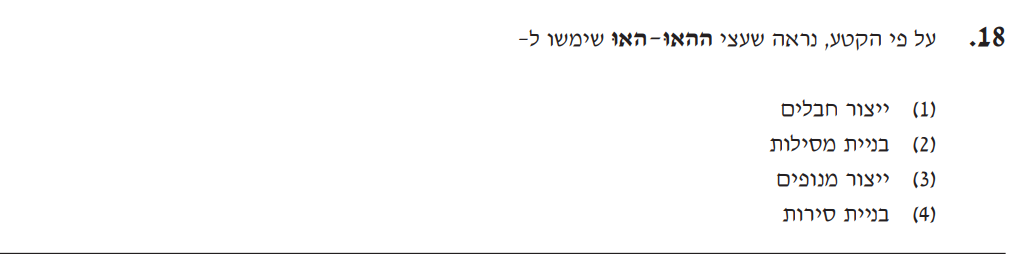 18. על פי הקטע, נראה שעצי ההאוּ-האוּ שימשו ל-
(1) ייצור חבלים
(2) בניית מסילות
(3) ייצור מנופים
(4) בניית סירות